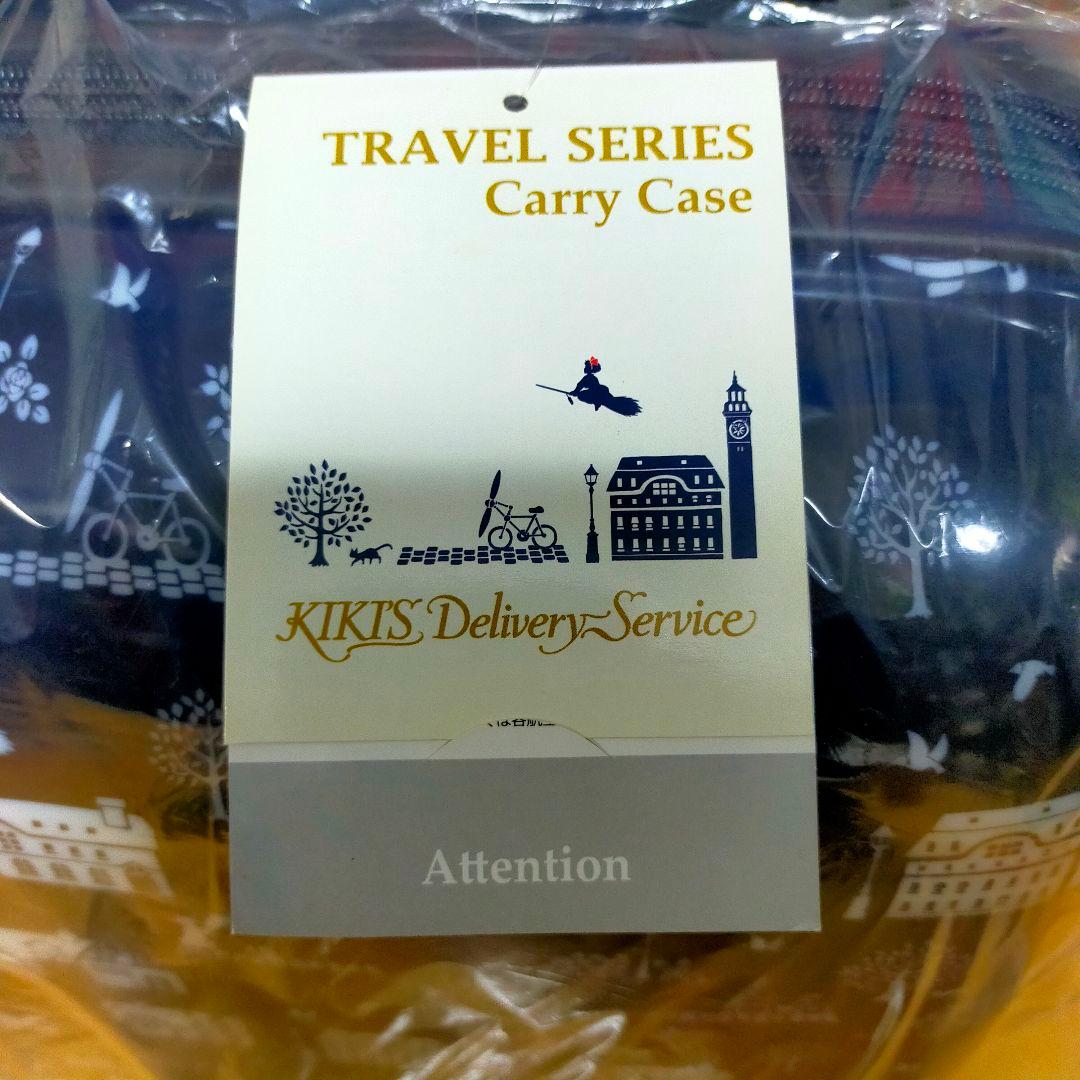 TRAVEL SERIES
Carry Case
KIKI'S Delivery Service
Attention